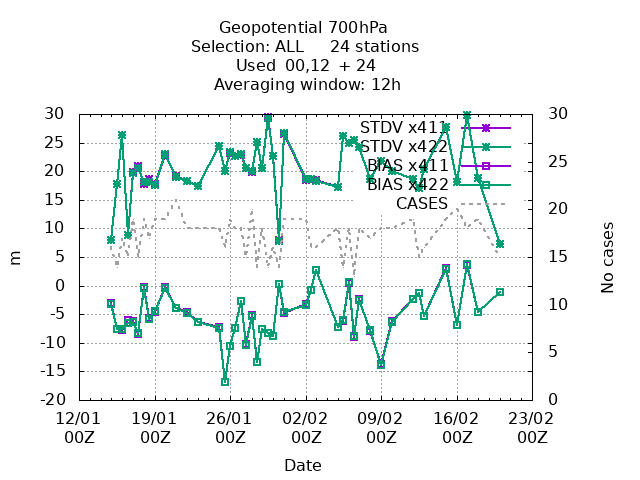 Geopotential 700hPa
Selection: ALL     24 stations
Used  00,12  + 24
Averaging window: 12h
STDV x411
STDV x422
BIAS x411
BIAS x422
CASES
30
25
20
15
10
5
0
-5
-10
-15
-20
m
30
25
20
15
10
5
0
No cases
12/01 19/01 26/01 02/02 09/02 16/02 23/02
00Z 00Z 00Z 00Z 00Z 00Z 00Z
Date